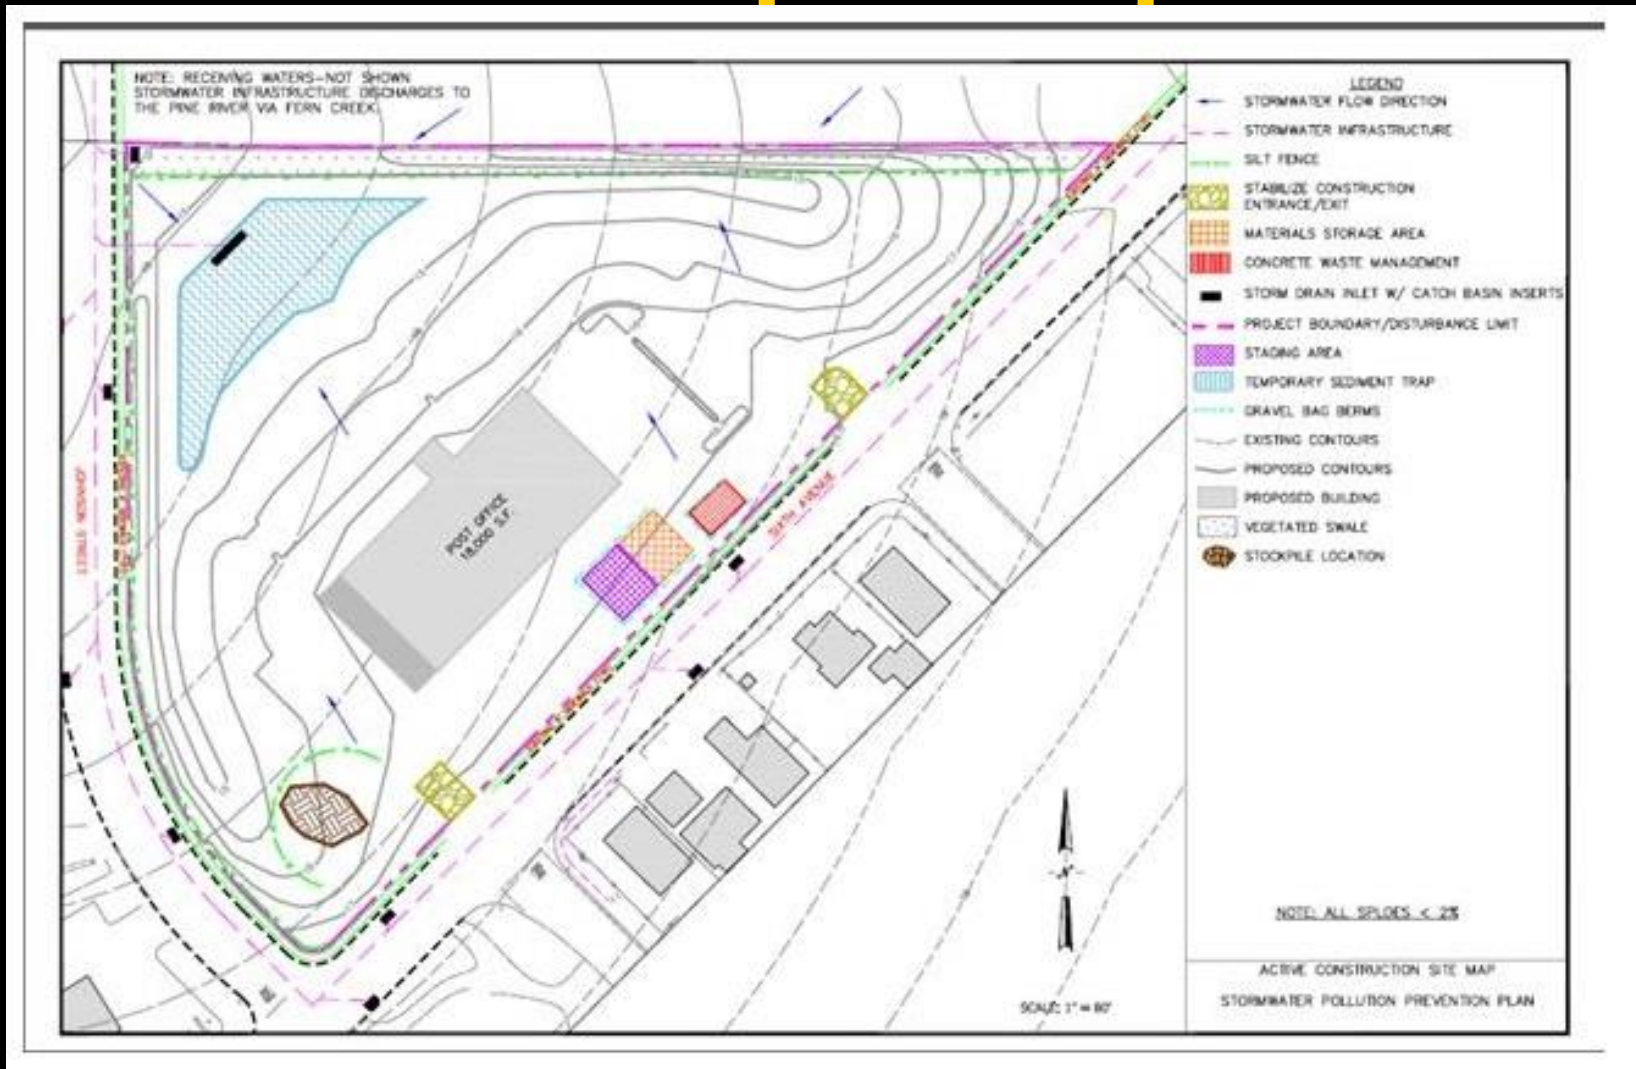 NOTE: RECEIVING WATERS-NOT SHOWN
STORMWATER INFRASTRUCTURE DISCHARGES TO
THE PINE RIVER VIA FERN CREEK.
LEGEND
STORMWATER FLOW DIRECTION
STORMWATER INFRASTRUCTURE
SILT FENCE
STABILIZE CONSTRUCTION
ENTRANCE/EXIT
MATERIALS STORAGE AREA
CONCRETE WASTE MANAGEMENT
STORM DRAIN INLET W/ CATCH BASIN INSERTS
PROJECT BOUNDARY/DISTURBANCE LIMIT
STAGING AREA
TEMPORARY SEDIMENT TRAP
GRAVEL BAG BERMS
EXISTING CONTOURS
PROPOSED CONTOURS
PROPOSED BUILDING
VEGETATED SWALE
STOCKPILE LOCATION
JOHNSON STREET
POST OFFICE
18,000 S.F.
SIXTH AVENUE
N
SCALE: 1" = 80'
NOTE: ALL SPLOES < 2%
ACTIVE CONSTRUCTION SITE MAP
STORMWATER POLLUTION PREVENTION PLAN